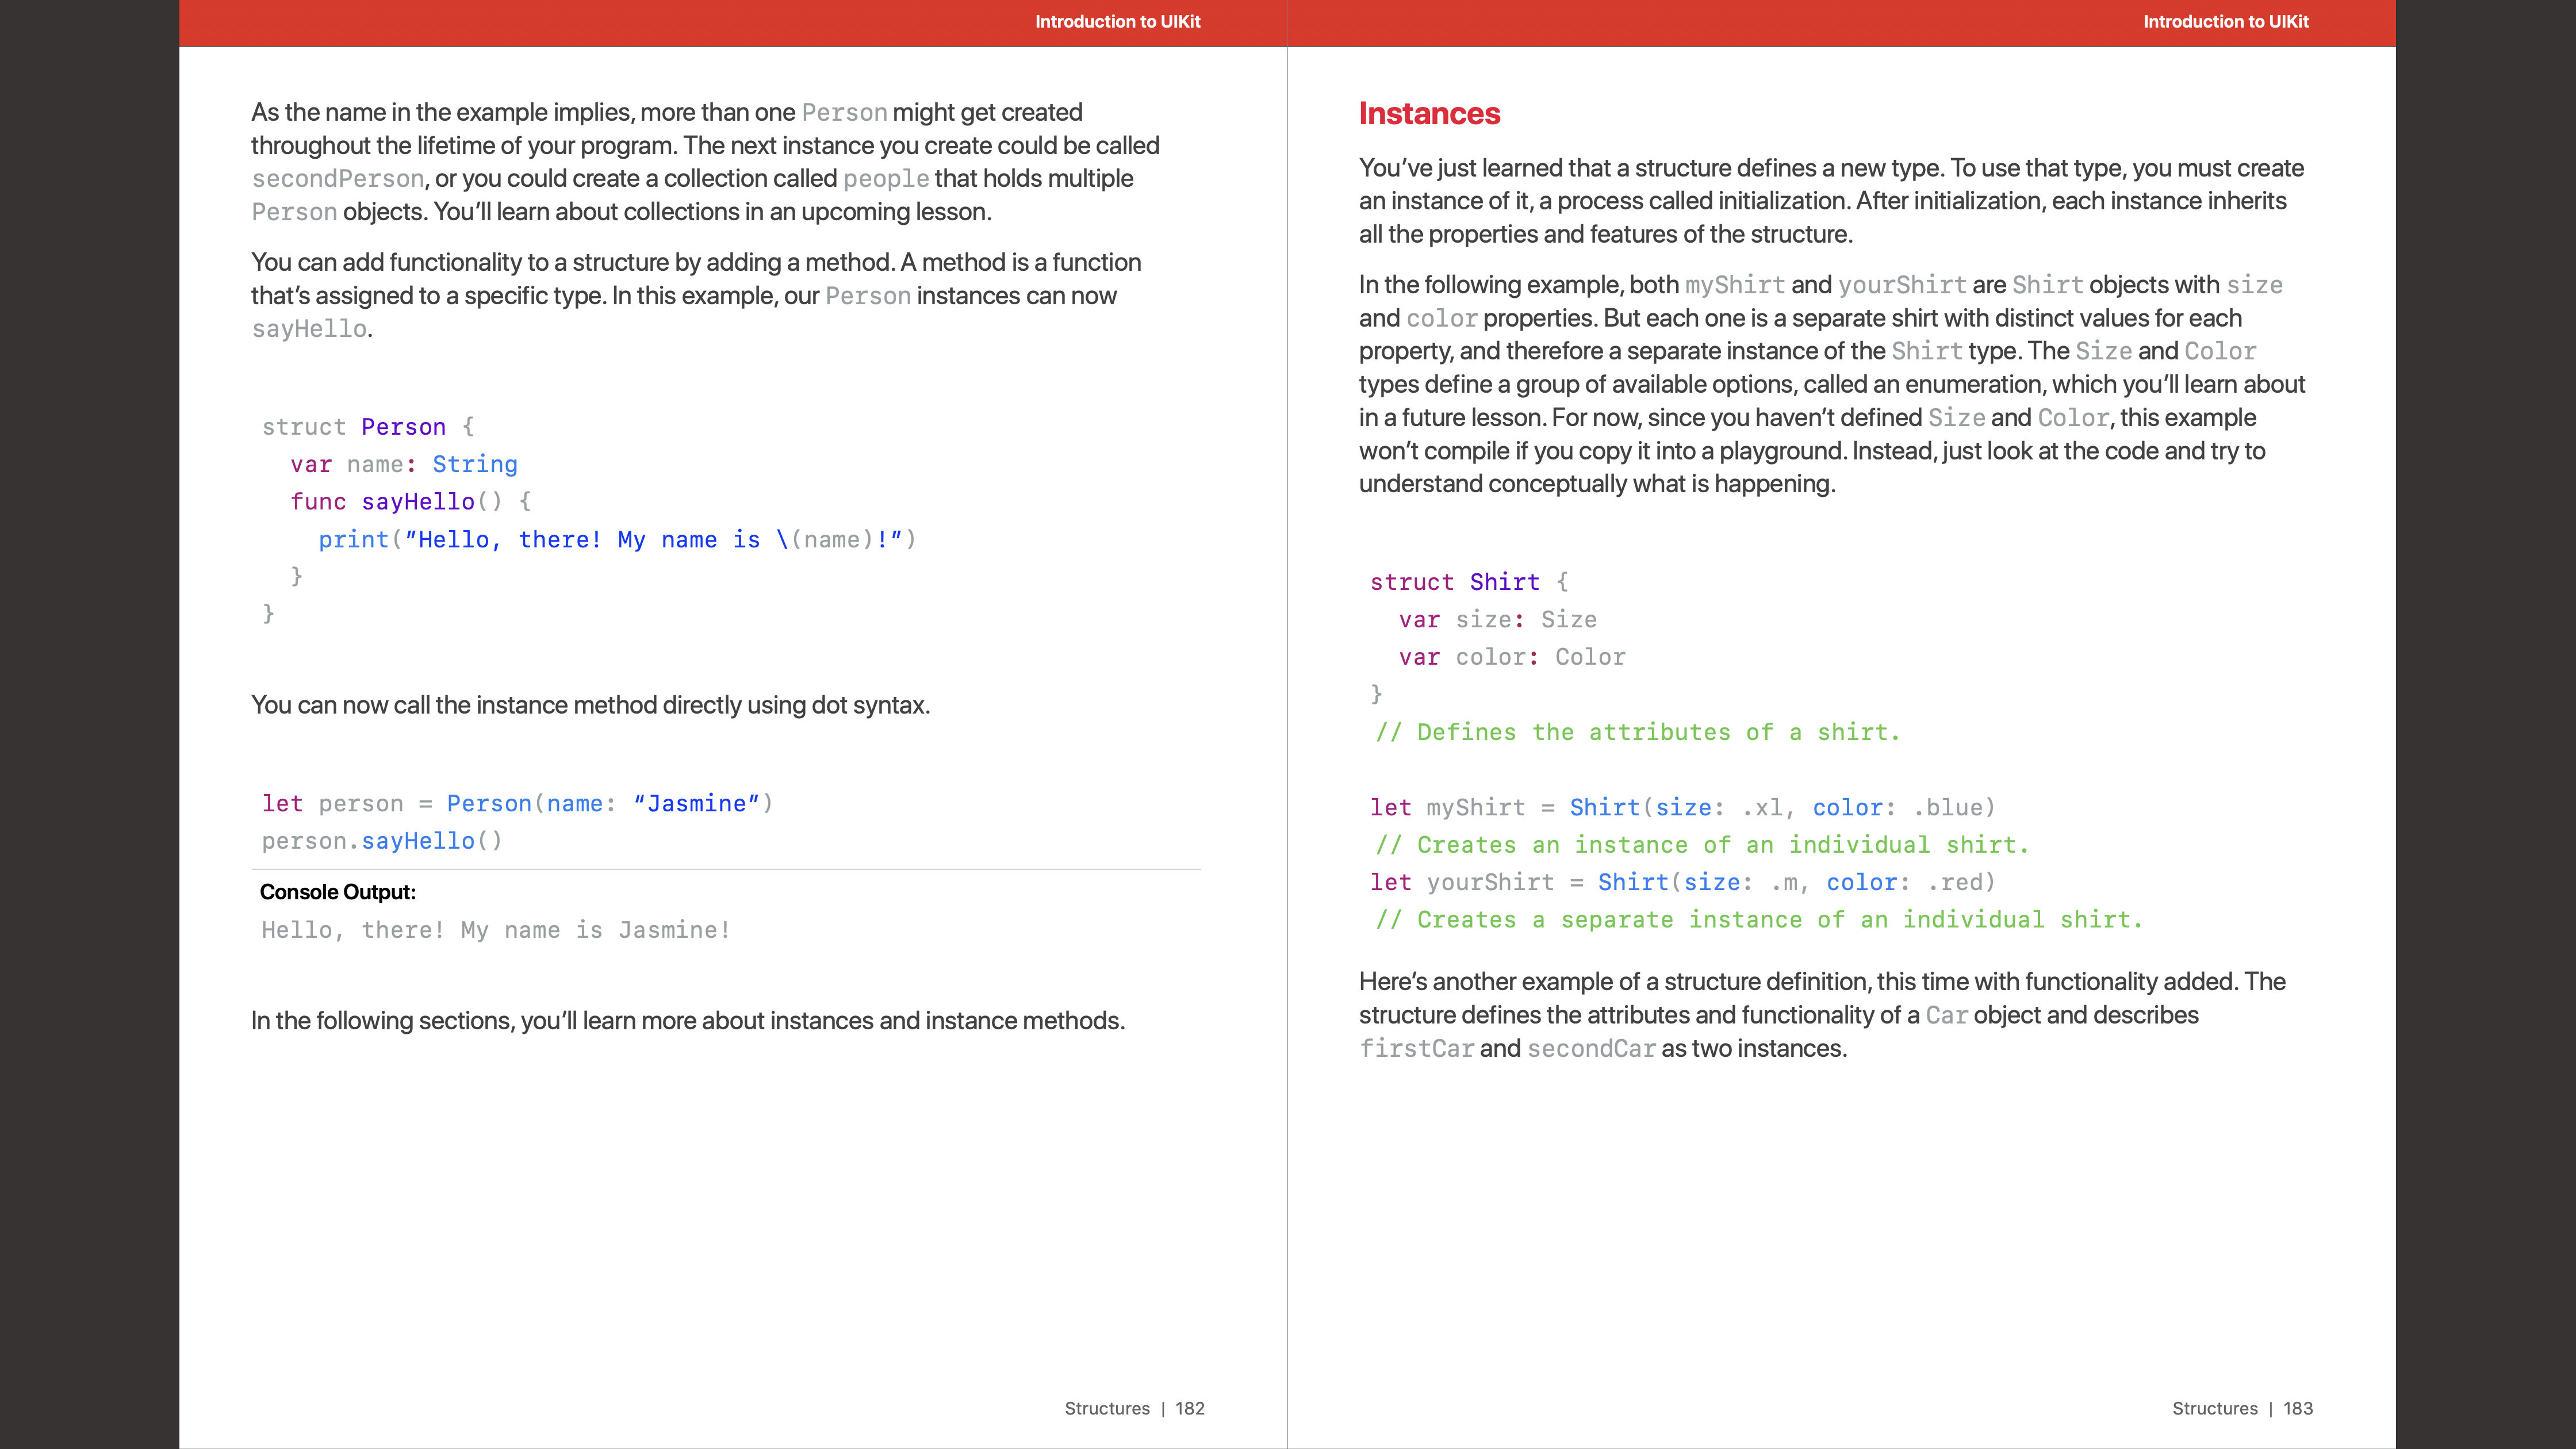 Introduction to UIKit
As the name in the example implies, more than one Person might get created
throughout the lifetime of your program. The next instance you create could be called
secondPerson, or you could create a collection called people that holds multiple
Person objects. You’ll learn about collections in an upcoming lesson.
You can add functionality to a structure by adding a method. A method is a function
that’s assigned to a specific type. In this example, our Person instances can now
sayHello.
struct Person {
  var name: String
  func sayHello() {
    print(”Hello, there! My name is \(name)!”)
  }
}
You can now call the instance method directly using dot syntax.
let person = Person(name: “Jasmine”)
person.sayHello()
Console Output:
Hello, there! My name is Jasmine!
In the following sections, you’ll learn more about instances and instance methods.
Structures | 182
Introduction to UIKit
Instances
You’ve just learned that a structure defines a new type. To use that type, you must create
an instance of it, a process called initialization. After initialization, each instance inherits
all the properties and features of the structure.
In the following example, both myShirt and yourShirt are Shirt objects with size
and color properties. But each one is a separate shirt with distinct values for each
property, and therefore a separate instance of the Shirt type. The Size and Color
types define a group of available options, called an enumeration, which you’ll learn about
in a future lesson. For now, since you haven’t defined Size and Color, this example
won’t compile if you copy it into a playground. Instead, just look at the code and try to
understand conceptually what is happening.
struct Shirt {
  var size: Size
  var color: Color
}
// Defines the attributes of a shirt.
let myShirt = Shirt(size: .xl, color: .blue)
// Creates an instance of an individual shirt.
let yourShirt = Shirt(size: .m, color: .red)
// Creates a separate instance of an individual shirt.
Here’s another example of a structure definition, this time with functionality added. The
structure defines the attributes and functionality of a Car object and describes
firstCar and secondCar as two instances.
Structures | 183